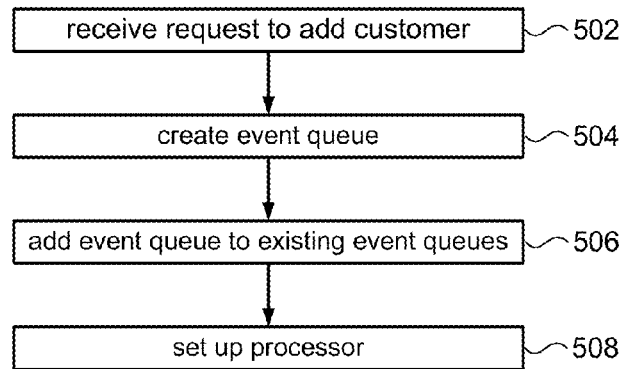 receive request to add customer 502
create event queue 504
add event queue to existing event queues 506
set up processor 508